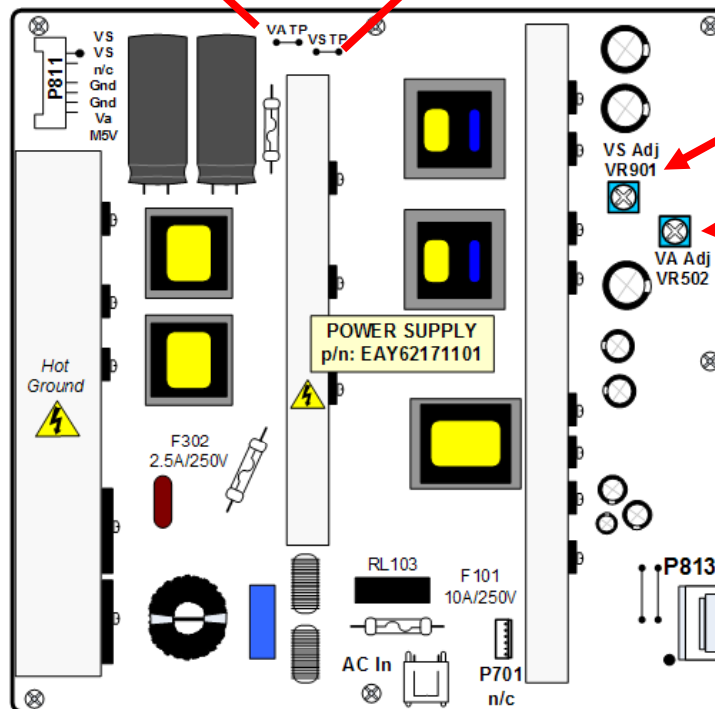 VA TP
VS TP
P811
VS
VS
n/c
Gnd
Gnd
Va
M5V
VS Adj
VR901
VA Adj
VR502
POWER SUPPLY
p/n: EAY62171101
Hot
Ground
F302
2.5A/250V
RL103
F101
10A/250V
P813
AC In
P701
n/c